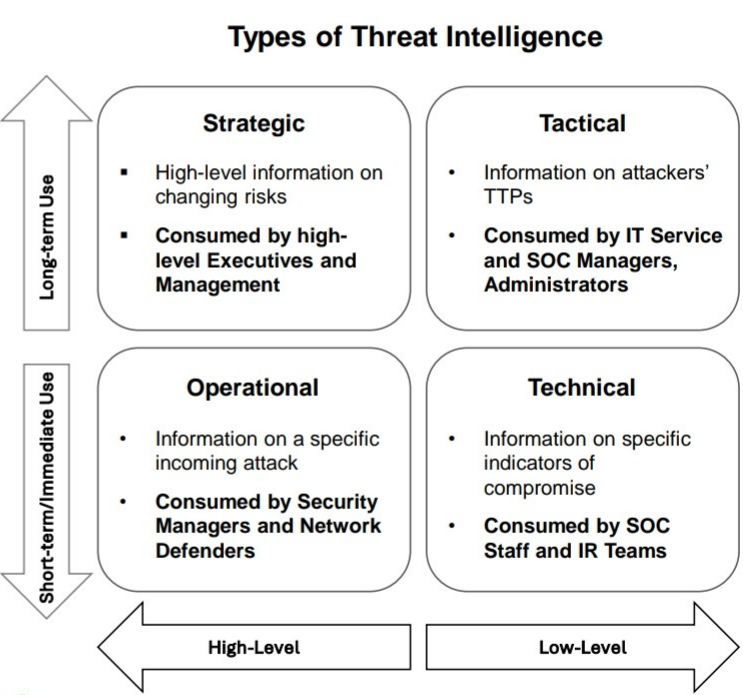 Types of Threat Intelligence
Long-term Use
Strategic
▪ High-level information on
changing risks
▪ Consumed by high-
level Executives and
Management
Tactical
• Information on attackers’
TTPs
• Consumed by IT Service
and SOC Managers,
Administrators
Short-term/Immediate Use
Operational
• Information on a specific
incoming attack
• Consumed by Security
Managers and Network
Defenders
Technical
• Information on specific
indicators of
compromise
• Consumed by SOC
Staff and IR Teams
High-Level
Low-Level